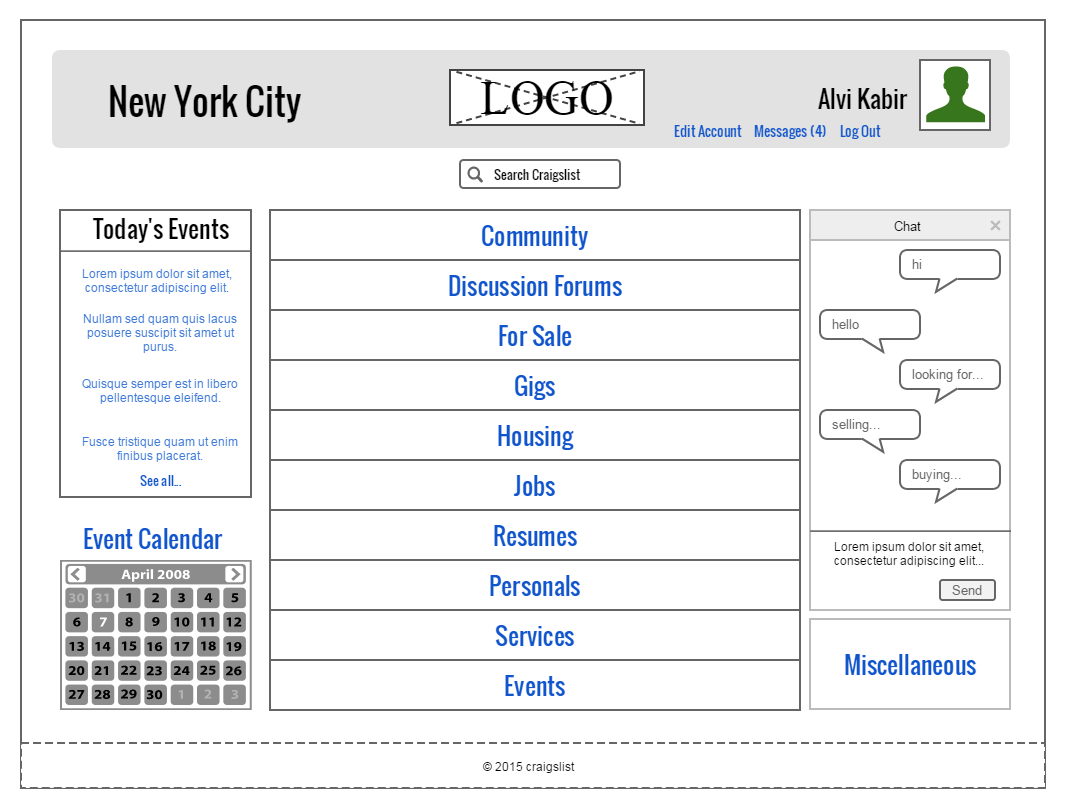 New York City
LOGO
Alvi Kabir
Edit Account Messages (4) Log Out
Search Craigslist
Today's Events
Lorem ipsum dolor sit amet,
consectetur adipiscing elit.
Nullam sed quam quis lacus
posuere suscipit sit amet ut
purus.
Quisque semper est in libero
pellentesque eleifend.
Fusce tristique quam ut enim
finibus placerat.
See all...
Event Calendar
April 2008
30 31 1 2 3 4 5
6 7 8 9 10 11 12
13 14 15 16 17 18 19
20 21 22 23 24 25 26
27 28 29 30 1 2 3
Community
Discussion Forums
For Sale
Gigs
Housing
Jobs
Resumes
Personals
Services
Events
Chat
hi
hello
looking for...
selling...
buying...
Lorem ipsum dolor sit amet,
consectetur adipiscing elit...
Send
Miscellaneous
© 2015 craigslist